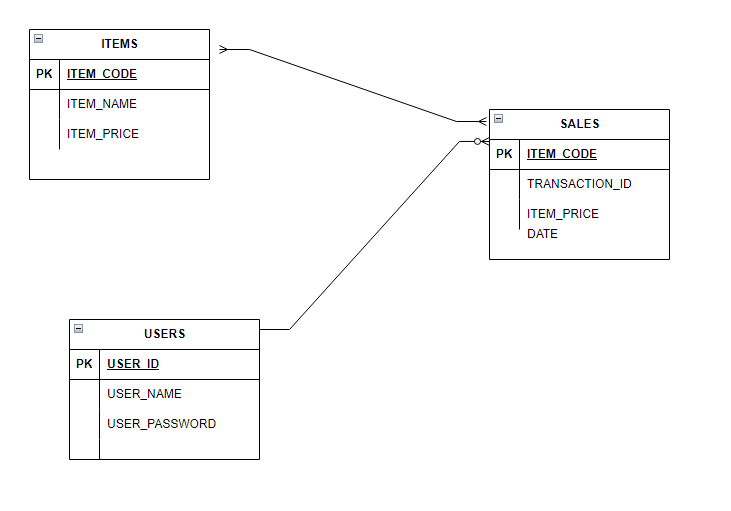 ITEMS
PK ITEM_CODE
ITEM_NAME
ITEM_PRICE
SALES
PK ITEM_CODE
TRANSACTION_ID
ITEM_PRICE
DATE
USERS
PK USER_ID
USER_NAME
USER_PASSWORD